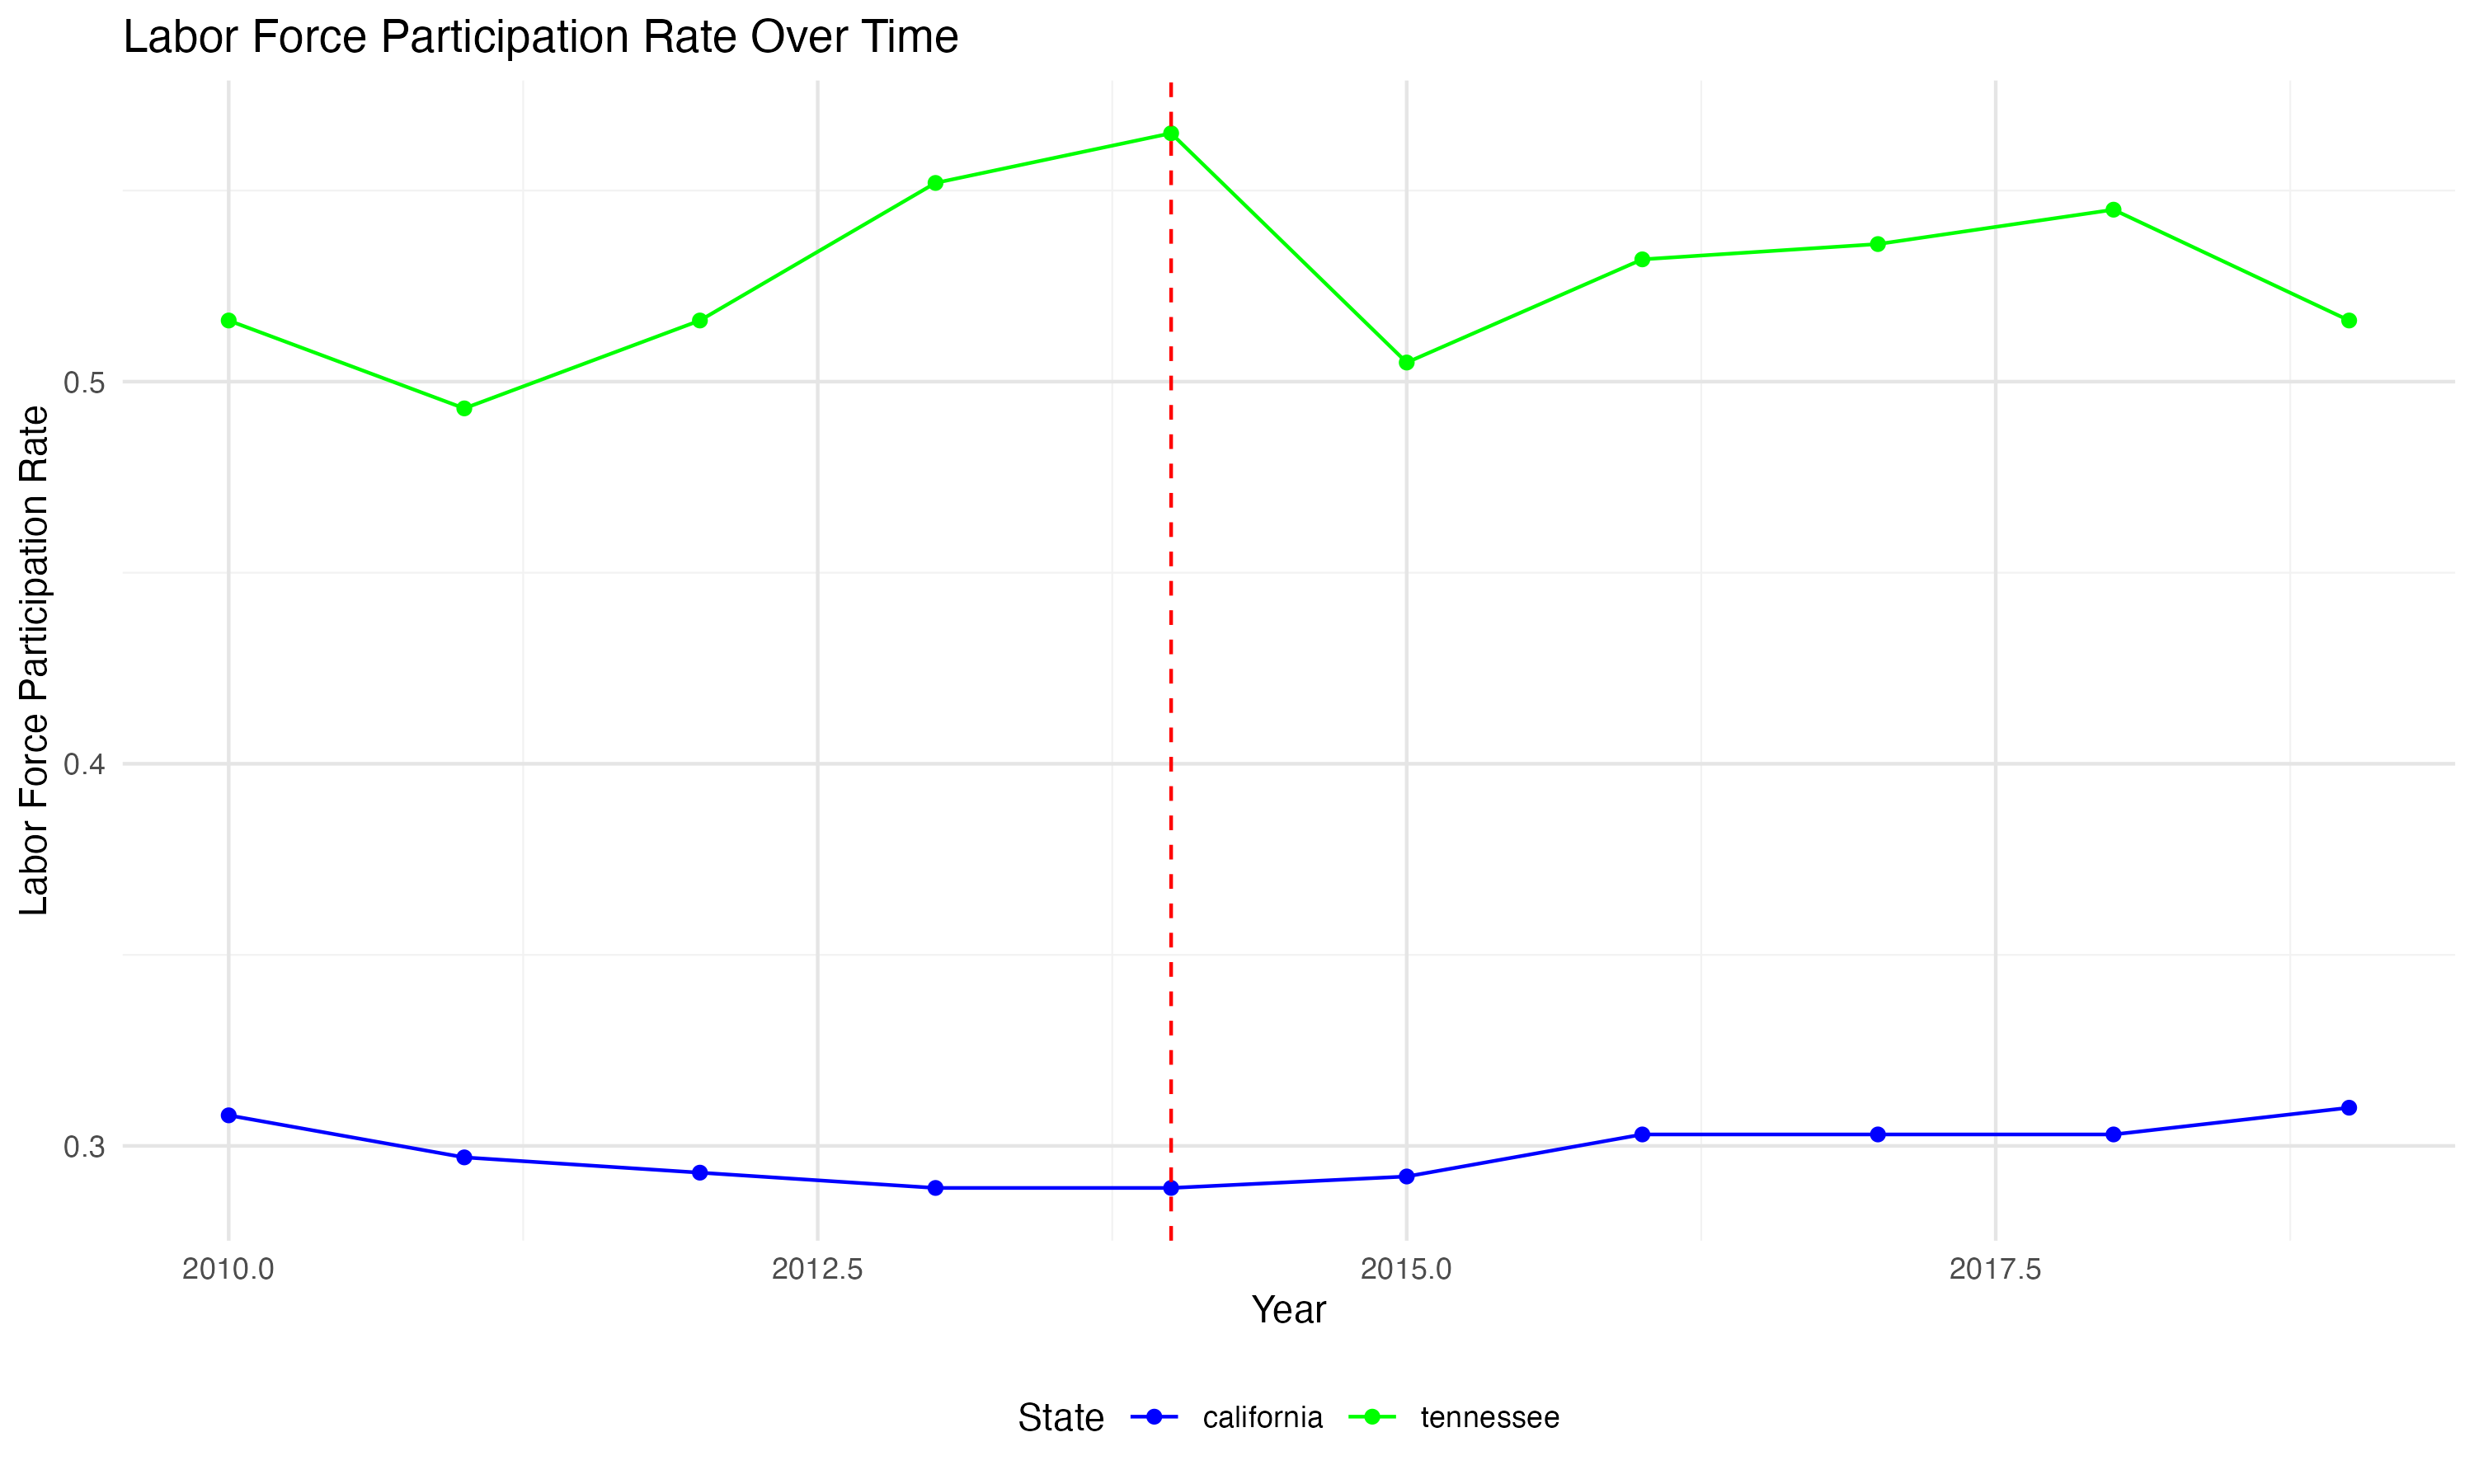 Labor Force Participation Rate Over Time
Labor Force Participation Rate
0.5
0.4
0.3
2010.0 2012.5 2015.0 2017.5
Year
State california tennessee